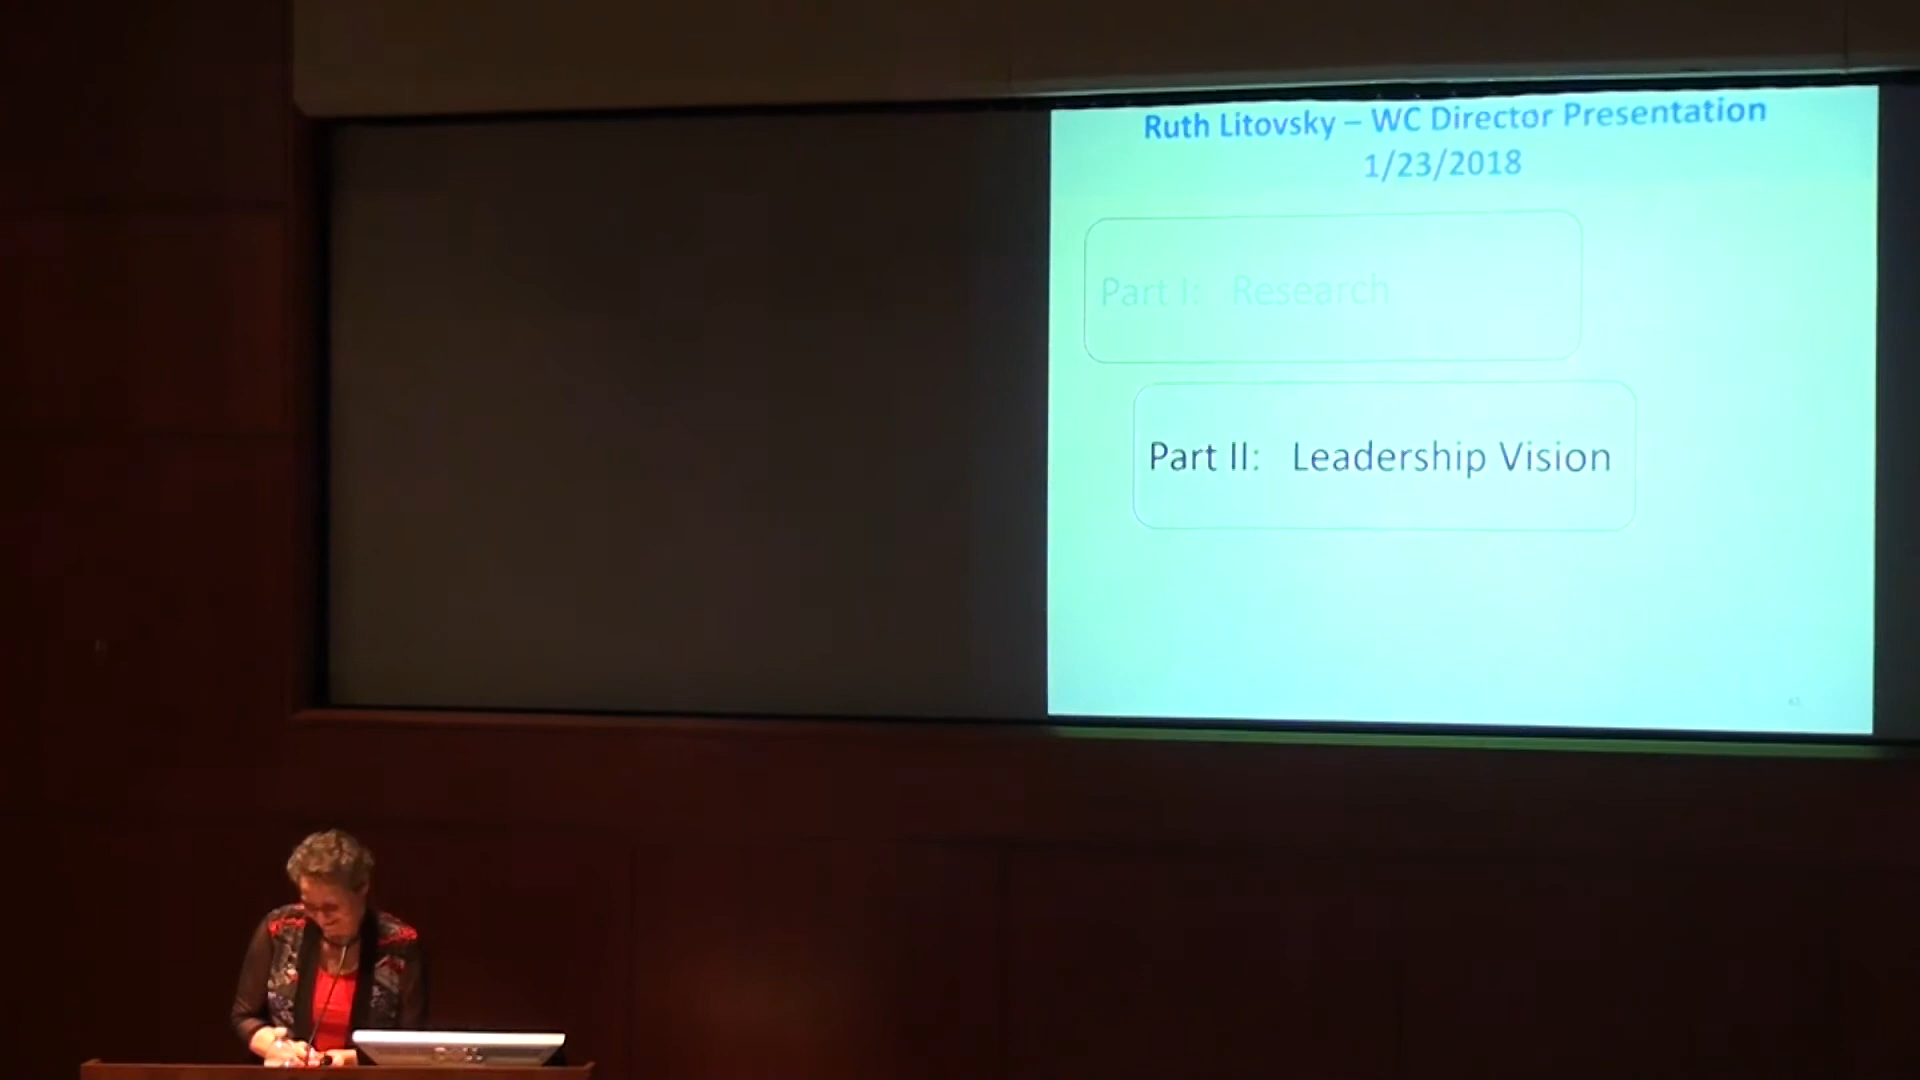 Ruth Litovsky – WC Director Presentation
1/23/2018
Part I: Research
Part II: Leadership Vision